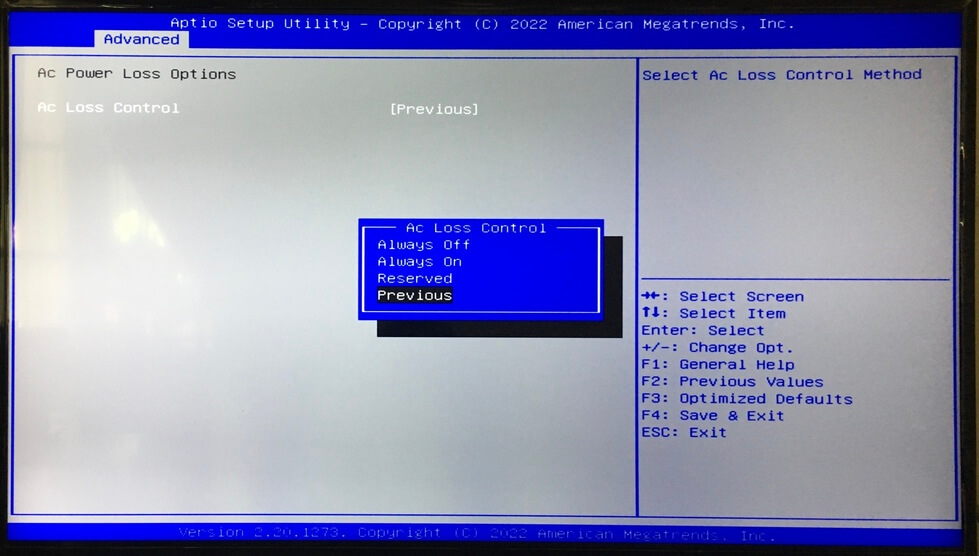 Aptio Setup Utility – Copyright (C) 2022 American Megatrends, Inc.
Advanced
Ac Power Loss Options
Ac Loss Control [Previous]
Ac Loss Control
Always Off
Always On
Reserved
Previous
Select Ac Loss Control Method
→←: Select Screen
↑↓: Select Item
Enter: Select
+/-: Change Opt.
F1: General Help
F2: Previous Values
F3: Optimized Defaults
F4: Save & Exit
ESC: Exit
Version 2.20.1273. Copyright (C) 2022 American Megatrends, Inc.